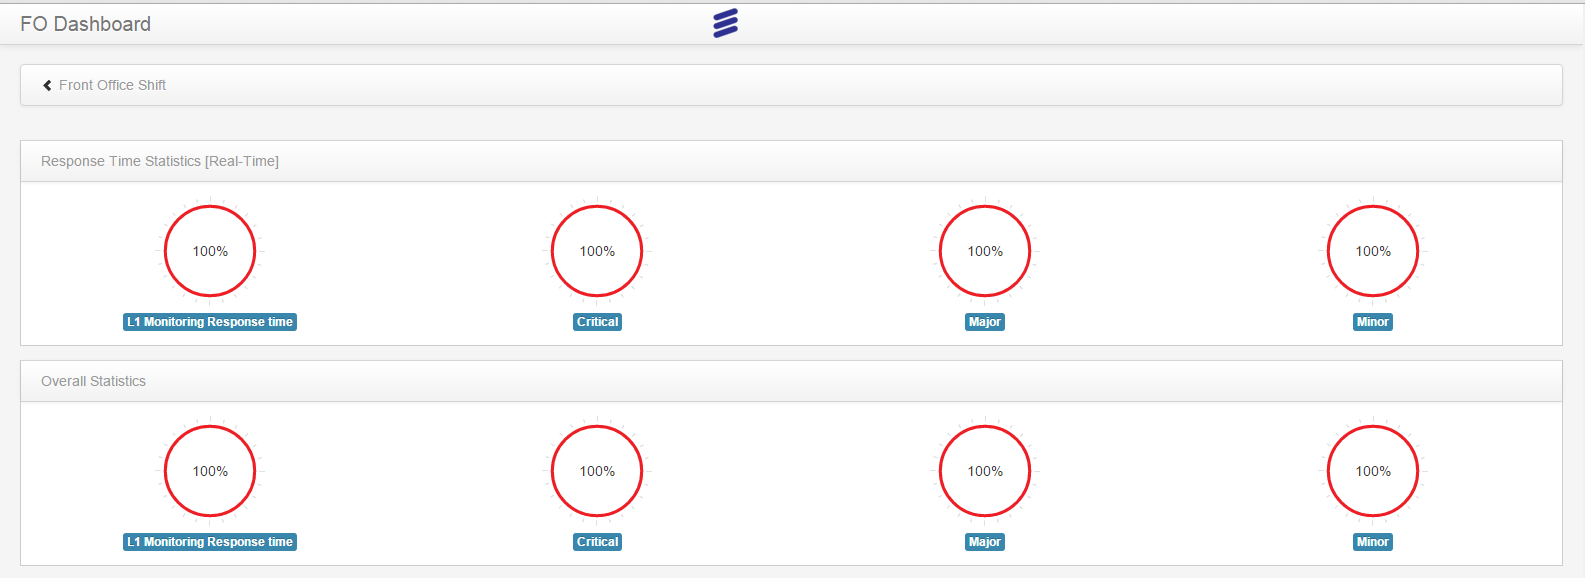 FO Dashboard
Front Office Shift
Response Time Statistics [Real-Time]
100% 100% 100% 100%
L1 Monitoring Response time Critical Major Minor
Overall Statistics
100% 100% 100% 100%
L1 Monitoring Response time Critical Major Minor